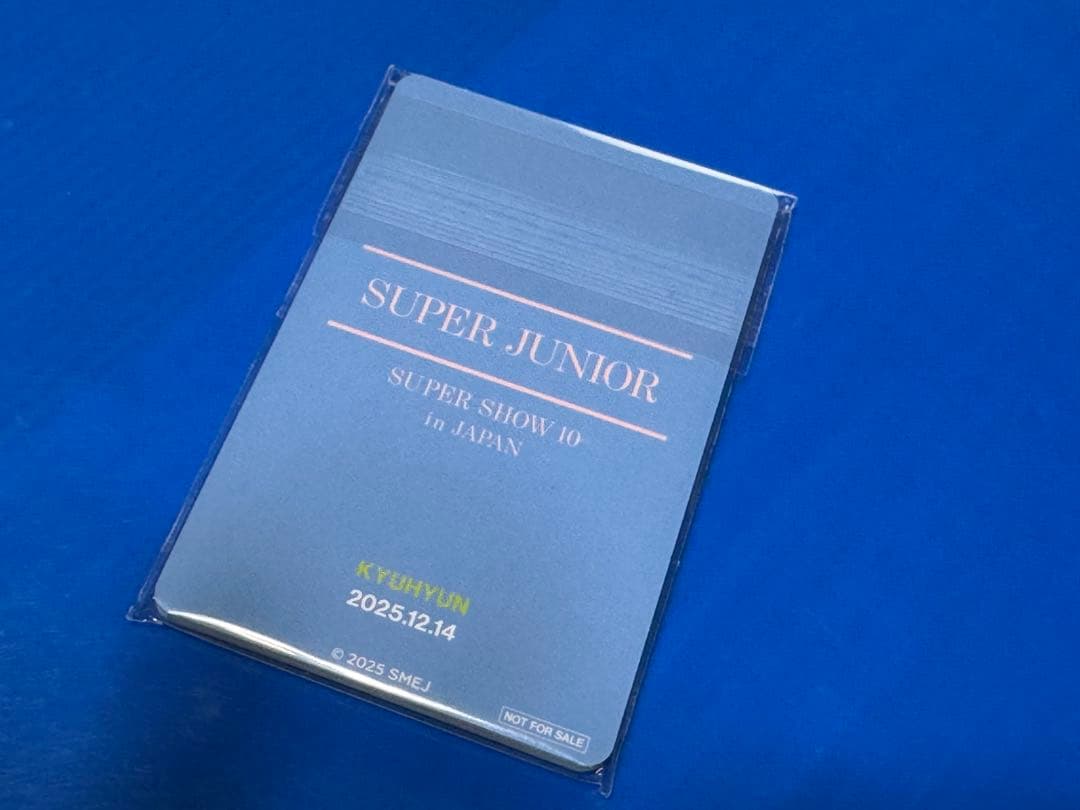 SUPER JUNIOR
SUPER SHOW 10
in JAPAN
KYUHYUN
2025.12.14
© 2025 SMEJ
NOT FOR SALE